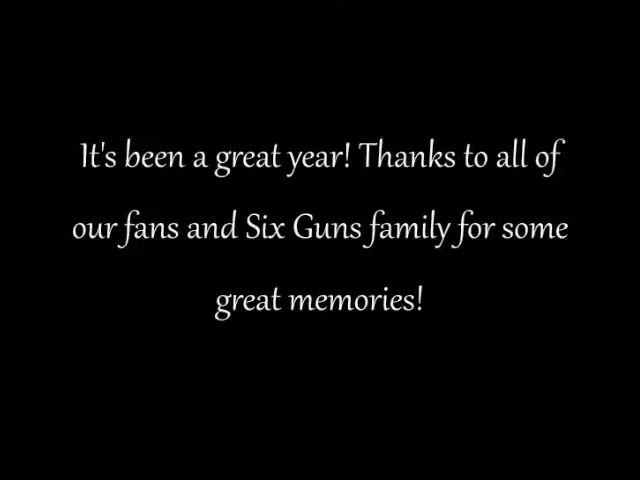 It's been a great year! Thanks to all of
our fans and Six Guns family for some
great memories!